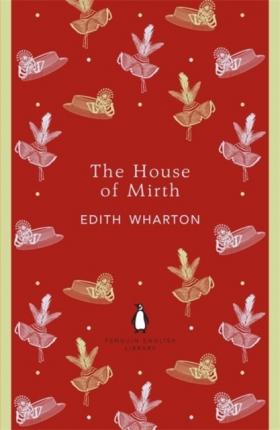 The House
of Mirth
EDITH WHARTON
PENGUIN ENGLISH
LIBRARY